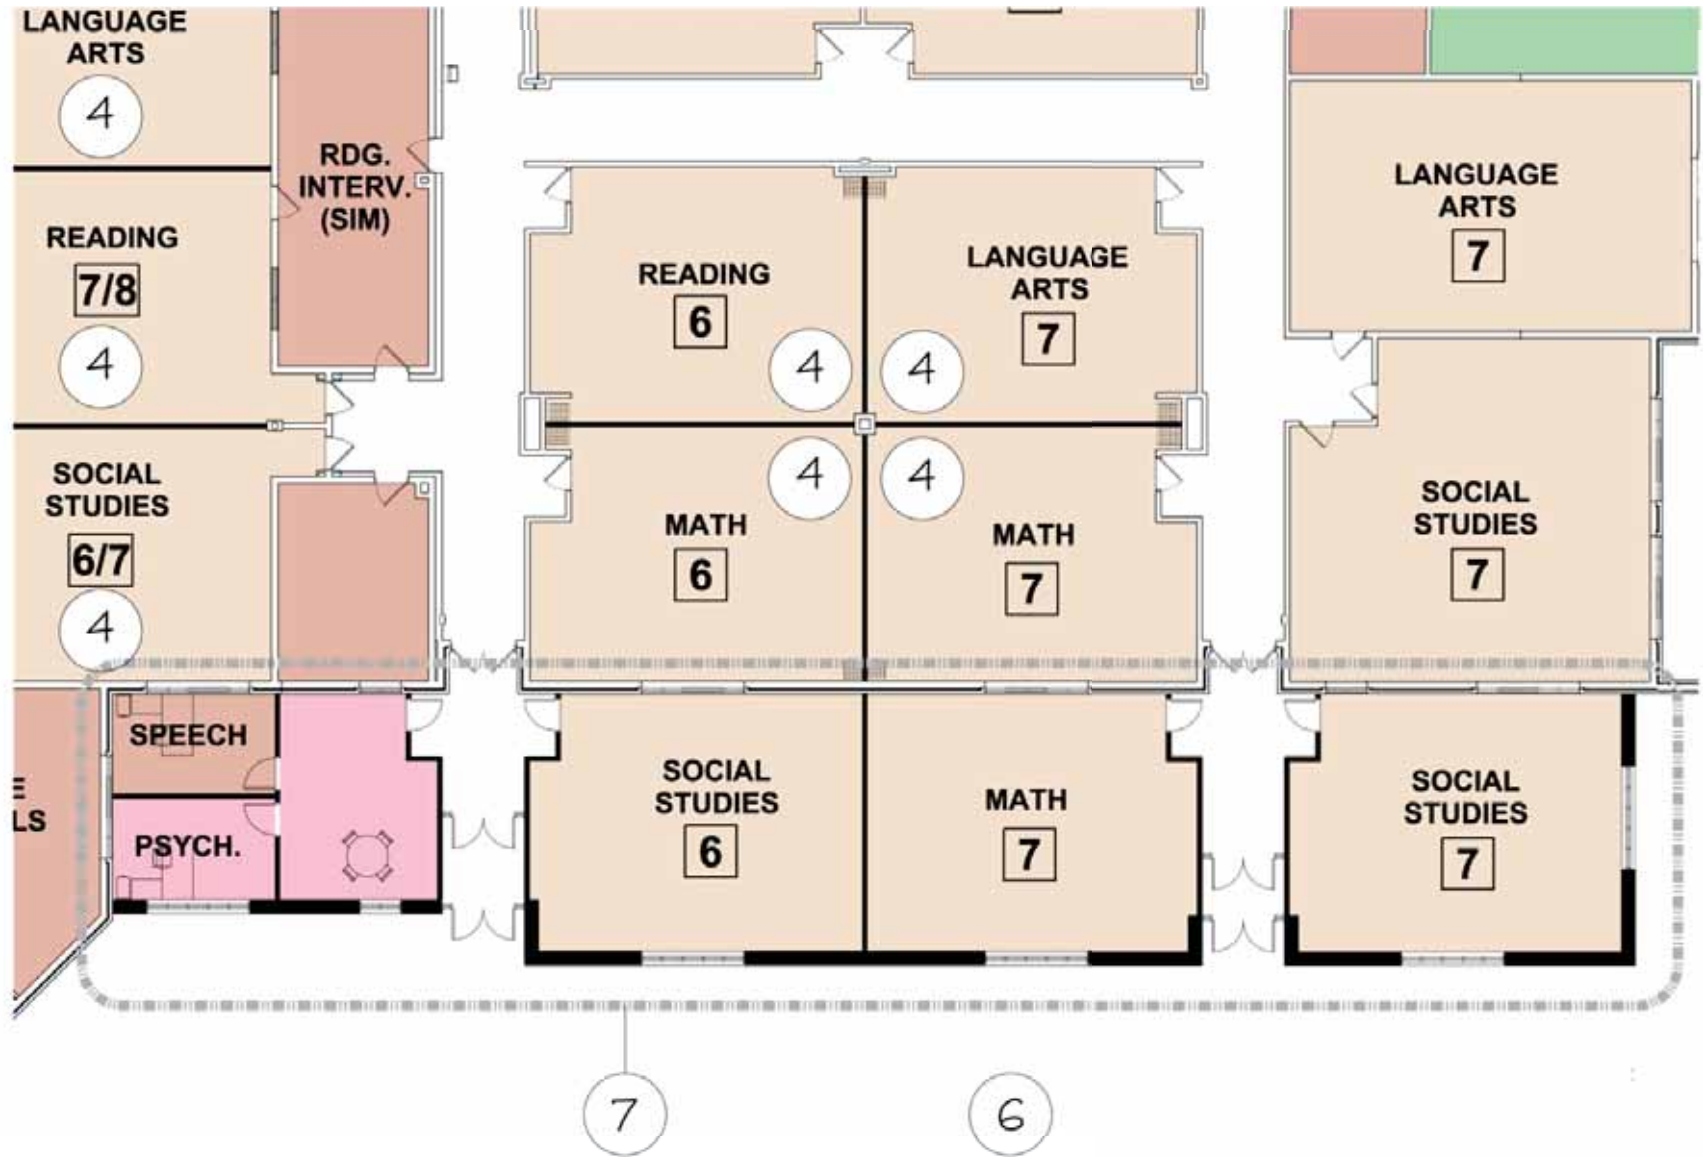 LANGUAGE
ARTS
4
READING
7/8
4
SOCIAL
STUDIES
6/7
4
RDG.
INTERV.
(SIM)
READING
6
4
LANGUAGE
ARTS
7
4
MATH
6
4
MATH
7
4
LANGUAGE
ARTS
7
SOCIAL
STUDIES
7
E
LS
SPEECH
PSYCH.
SOCIAL
STUDIES
6
MATH
7
SOCIAL
STUDIES
7
7
6